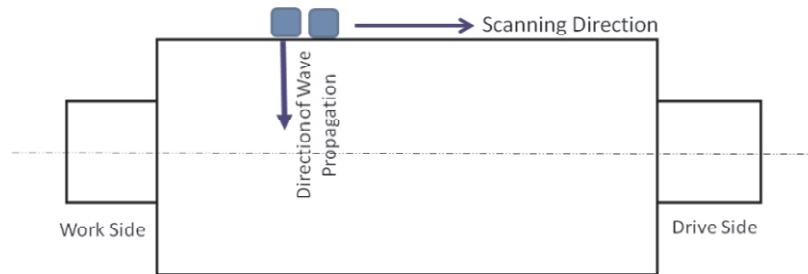 Scanning Direction
Direction of Wave
Propagation
Work Side
Drive Side